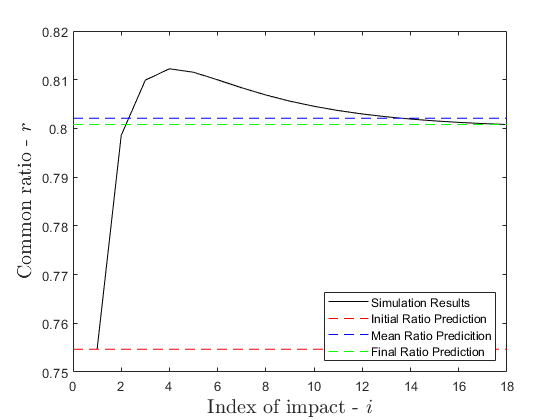 0.82
0.81
0.8
0.79
0.78
0.77
0.76
0.75
Common ratio - r
Simulation Results
Initial Ratio Prediction
Mean Ratio Predicition
Final Ratio Prediction
0 2 4 6 8 10 12 14 16 18
Index of impact - i